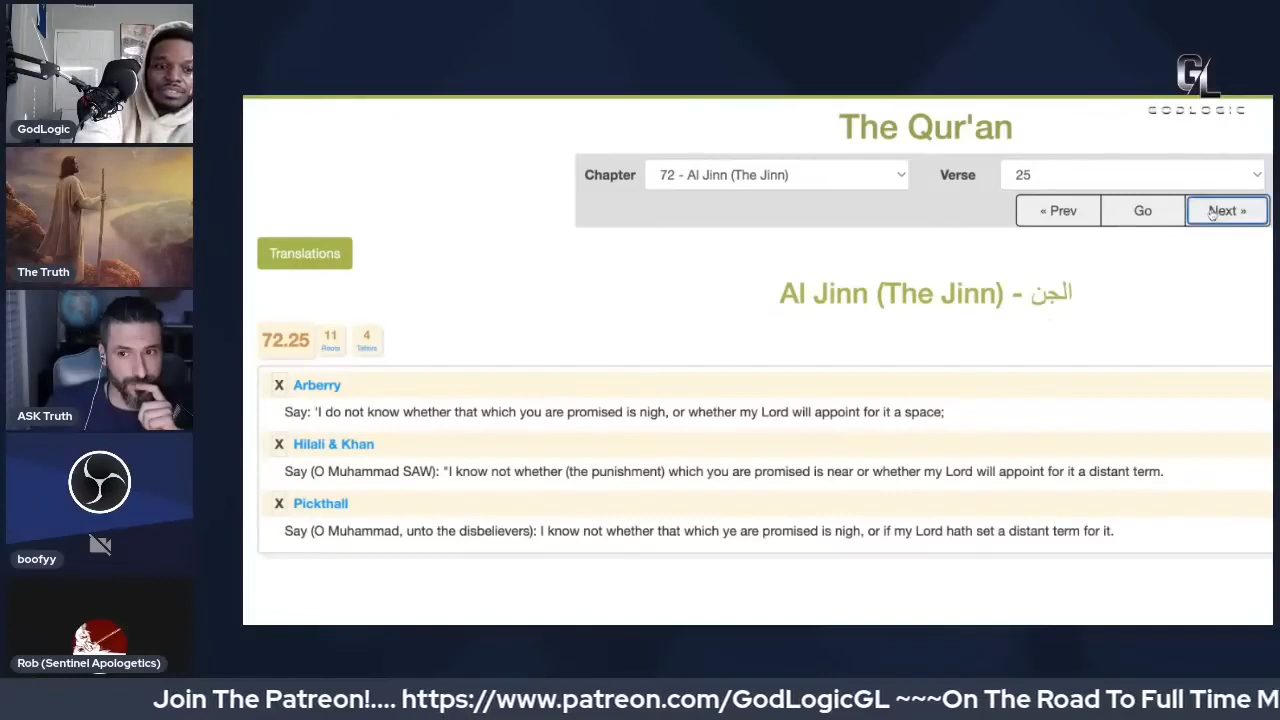 GodLogic
The Truth
ASK Truth
boofyy
Rob (Sentinel Apologetics)
GL
GODLOGIC
The Qur'an
Chapter 72 - Al Jinn (The Jinn) Verse 25
« Prev Go Next »
Translations
Al Jinn (The Jinn) - الجن
72.25 11 Roots 4 Tafsirs
X Arberry
Say: 'I do not know whether that which you are promised is nigh, or whether my Lord will appoint for it a space;
X Hilali & Khan
Say (O Muhammad SAW): "I know not whether (the punishment) which you are promised is near or whether my Lord will appoint for it a distant term.
X Pickthall
Say (O Muhammad, unto the disbelievers): I know not whether that which ye are promised is nigh, or if my Lord hath set a distant term for it.
Join The Patreon!.... https://www.patreon.com/GodLogicGL ~~~On The Road To Full Time M